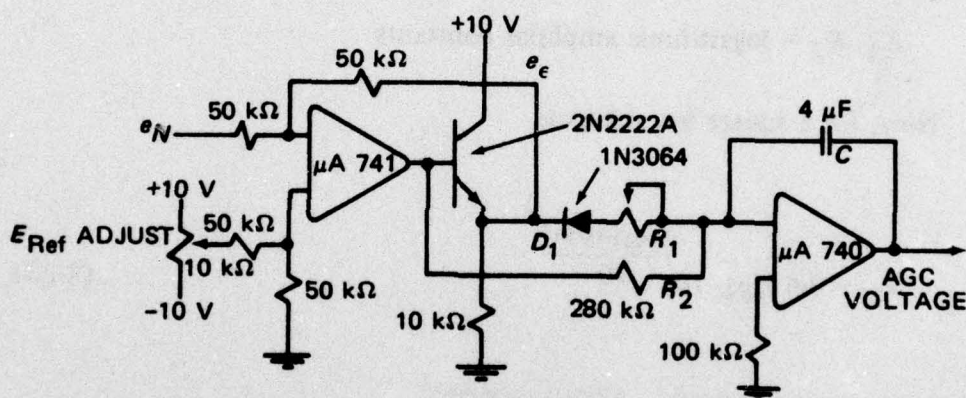 +10 V
50 kΩ
eϵ
50 kΩ
4 µF
eN
2N2222A
C
µA 741
1N3064
+10 V
50 kΩ
ERef ADJUST
D1
R1
µA 740
10 kΩ
AGC
VOLTAGE
R2
-10 V
50 kΩ
10 kΩ
280 kΩ
100 kΩ